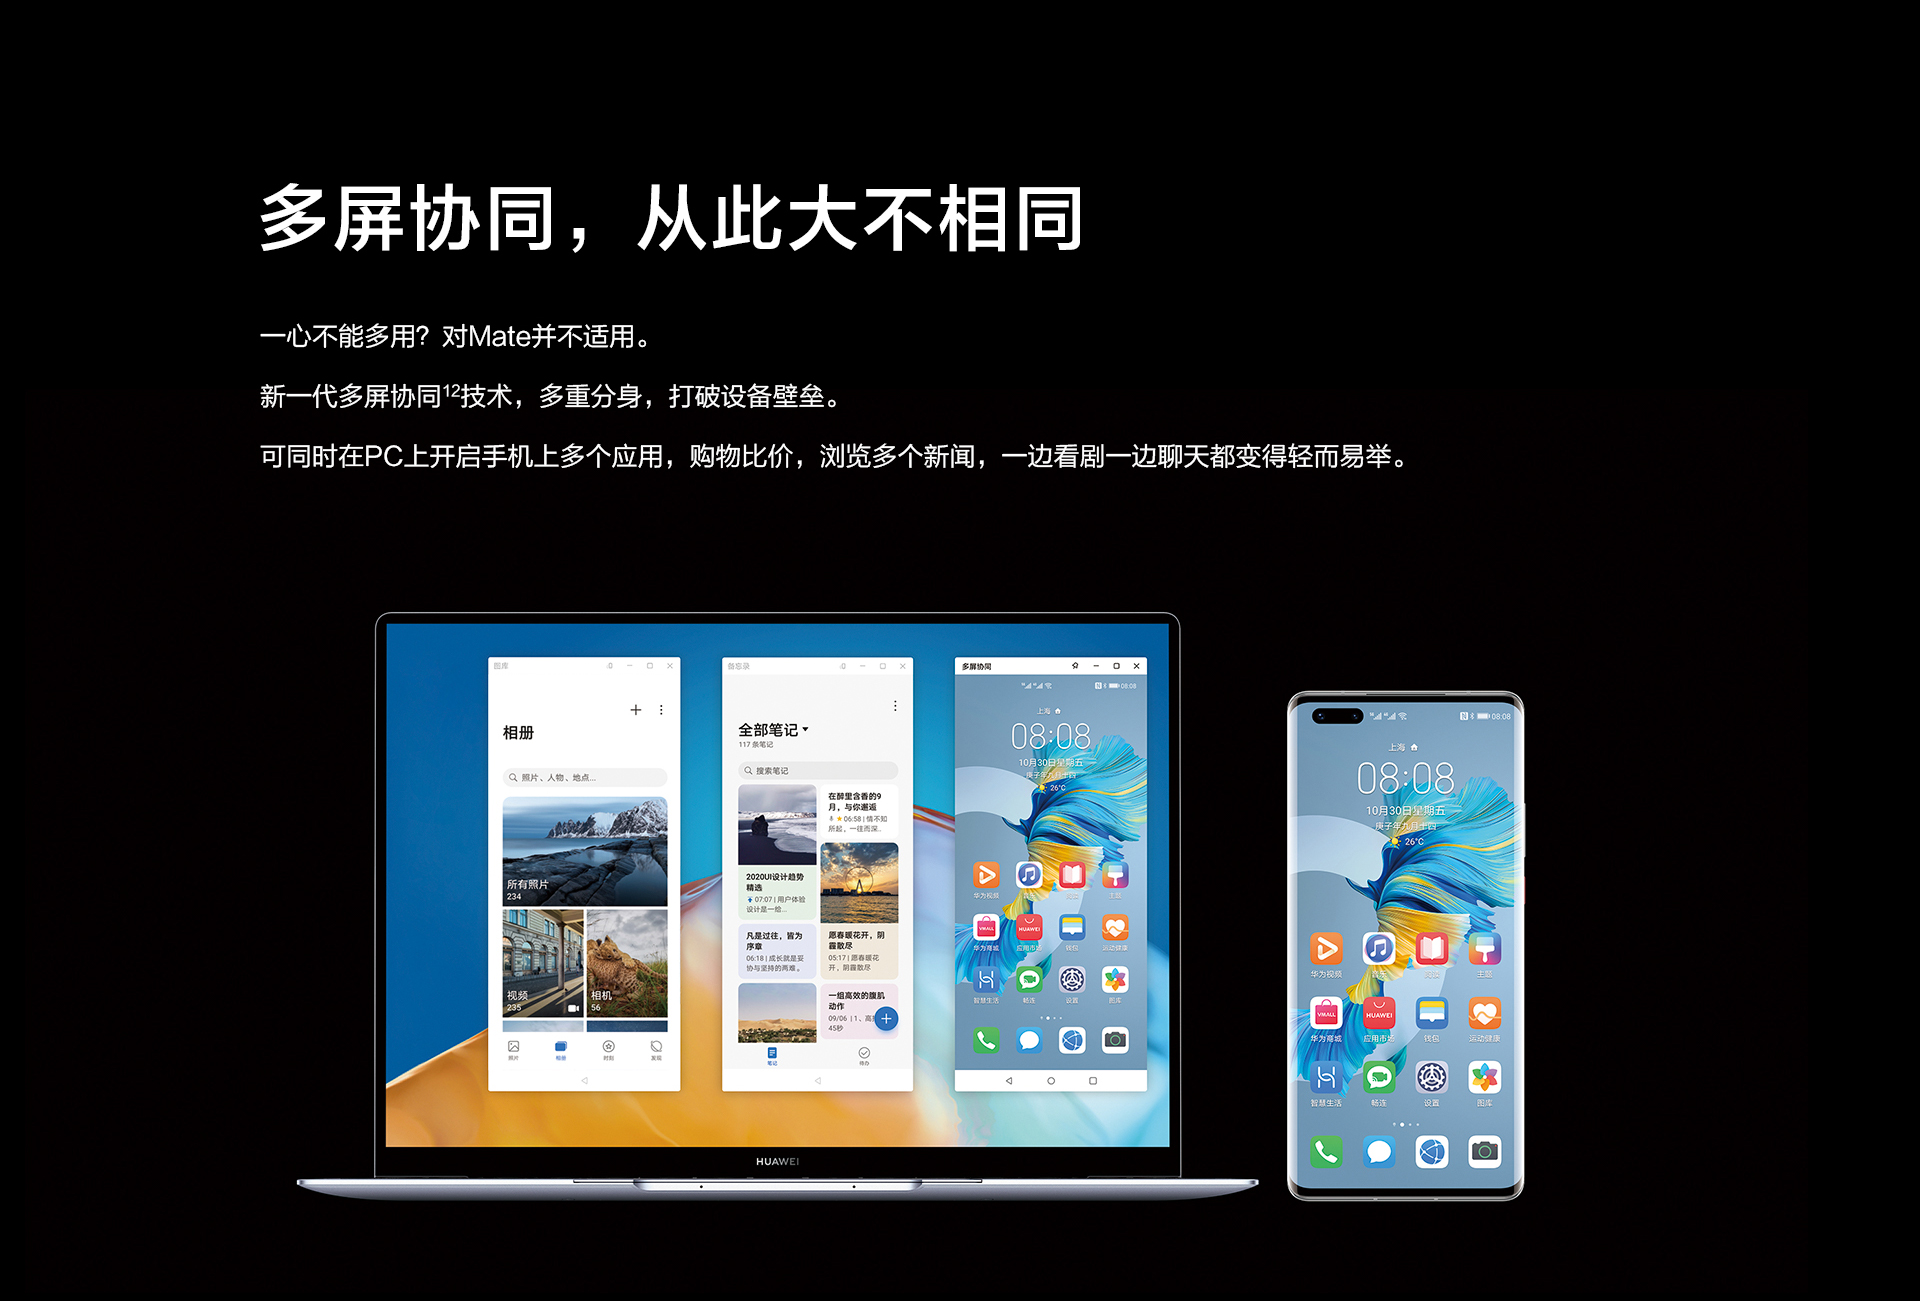 多屏协同，从此大不相同
一心不能多用？对Mate并不适用。
新一代多屏协同12技术，多重分身，打破设备壁垒。
可同时在PC上开启手机上多个应用，购物比价，浏览多个新闻，一边看剧一边聊天都变得轻而易举。
图库
相册
照片、人物、地点...
所有照片
234
视频
235
相机
56
照片
相册
时刻
发现
备忘录
全部笔记
117 条笔记
搜索笔记
在醉里含香的9
月，与你邂逅
06:58 | 情不知
所起，一往而深..
2020UI设计趋势
精选
07:07 | 用户体验
设计是一给...
凡是过往，皆为
序章
06:18 | 成长就是妥
协与坚持的两难。
愿春暖花开，阴
霾散尽
05:17 | 愿春暖花
开，阴霾散尽
一组高效的腹肌
动作
09/06 | 1、高
45秒
笔记
待办
多屏协同
08:08
上海
08:08
10月30日星期五
庚子年九月十四
26°C
华为视频
音乐
阅读
主题
VMALL
HUAWEI
华为商城
应用市场
钱包
运动健康
智慧生活
畅连
设置
图库
HUAWEI
08:08
上海
08:08
10月30日星期五
庚子年九月十四
26°C
华为视频
音乐
阅读
主题
VMALL
HUAWEI
华为商城
应用市场
钱包
运动健康
智慧生活
畅连
设置
图库